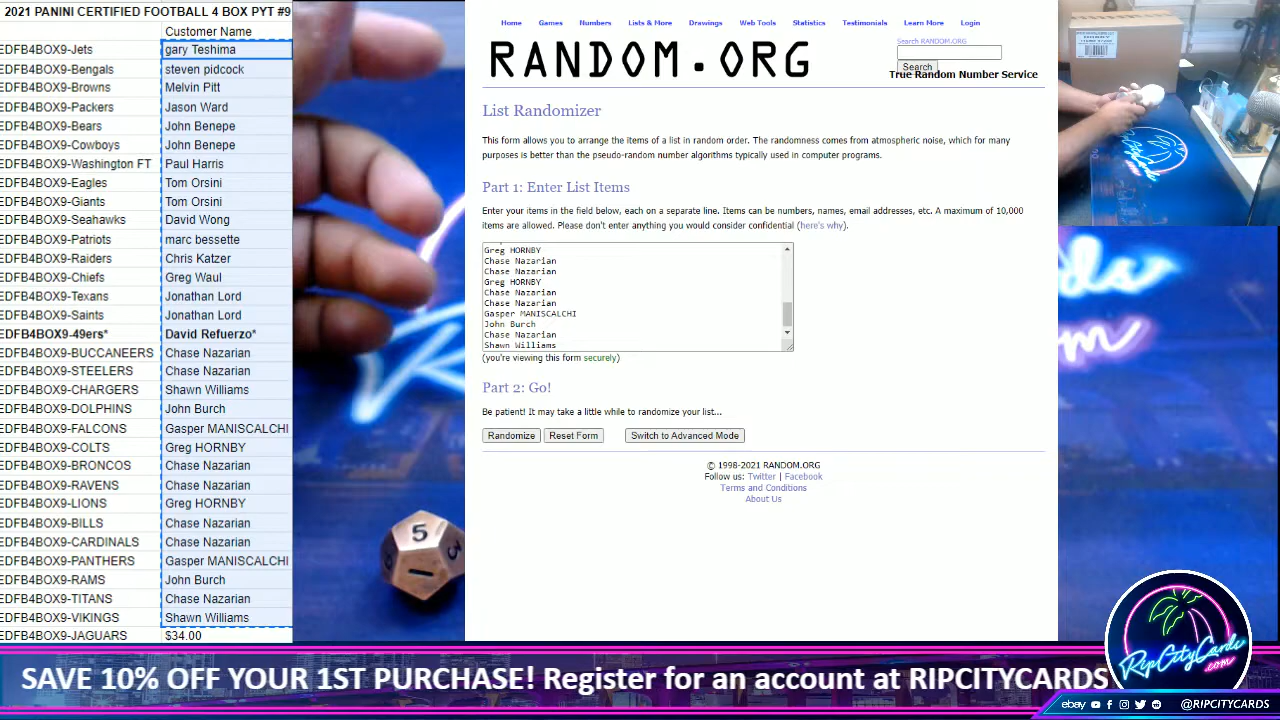 2021 PANINI CERTIFIED FOOTBALL 4 BOX PYT #9
Customer Name
EDFB4BOX9-Jets gary Teshima
EDFB4BOX9-Bengals steven pidcock
EDFB4BOX9-Browns Melvin Pitt
EDFB4BOX9-Packers Jason Ward
EDFB4BOX9-Bears John Benepe
EDFB4BOX9-Cowboys John Benepe
EDFB4BOX9-Washington FT Paul Harris
EDFB4BOX9-Eagles Tom Orsini
EDFB4BOX9-Giants Tom Orsini
EDFB4BOX9-Seahawks David Wong
EDFB4BOX9-Patriots marc bessette
EDFB4BOX9-Raiders Chris Katzer
EDFB4BOX9-Chiefs Greg Waul
EDFB4BOX9-Texans Jonathan Lord
EDFB4BOX9-Saints Jonathan Lord
EDFB4BOX9-49ers* David Refuerzo*
EDFB4BOX9-BUCCANEERS Chase Nazarian
EDFB4BOX9-STEELERS Chase Nazarian
EDFB4BOX9-CHARGERS Shawn Williams
EDFB4BOX9-DOLPHINS John Burch
EDFB4BOX9-FALCONS Gasper MANISCALCHI
EDFB4BOX9-COLTS Greg HORNBY
EDFB4BOX9-BRONCOS Chase Nazarian
EDFB4BOX9-RAVENS Chase Nazarian
EDFB4BOX9-LIONS Greg HORNBY
EDFB4BOX9-BILLS Chase Nazarian
EDFB4BOX9-CARDINALS Chase Nazarian
EDFB4BOX9-PANTHERS Gasper MANISCALCHI
EDFB4BOX9-RAMS John Burch
EDFB4BOX9-TITANS Chase Nazarian
EDFB4BOX9-VIKINGS Shawn Williams
EDFB4BOX9-JAGUARS $34.00
5
Home Games Numbers Lists & More Drawings Web Tools Statistics Testimonials Learn More Login
RANDOM.ORG
Search RANDOM.ORG
Search
True Random Number Service
List Randomizer
This form allows you to arrange the items of a list in random order. The randomness comes from atmospheric noise, which for many
purposes is better than the pseudo-random number algorithms typically used in computer programs.
Part 1: Enter List Items
Enter your items in the field below, each on a separate line. Items can be numbers, names, email addresses, etc. A maximum of 10,000
items are allowed. Please don't enter anything you would consider confidential (here's why).
Greg HORNBY
Chase Nazarian
Chase Nazarian
Greg HORNBY
Chase Nazarian
Chase Nazarian
Gasper MANISCALCHI
John Burch
Chase Nazarian
Shawn Williams
(you're viewing this form securely)
Part 2: Go!
Be patient! It may take a little while to randomize your list...
Randomize Reset Form Switch to Advanced Mode
© 1998-2021 RANDOM.ORG
Follow us: Twitter | Facebook
Terms and Conditions
About Us
SAVE 10% OFF YOUR 1ST PURCHASE! Register for an account at RIPCITYCARDS
RipCityCards
.com
ebay @RIPCITYCARDS